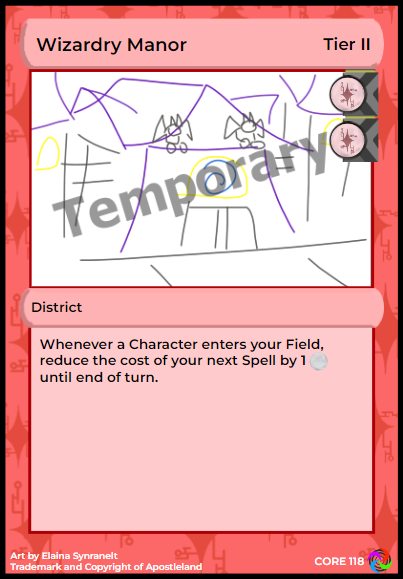 Wizardry Manor
Tier II
Temporary
District
Whenever a Character enters your Field,
reduce the cost of your next Spell by 1
until end of turn.
Art by Elaina Synranelt
Trademark and Copyright of Apostleland
CORE 118